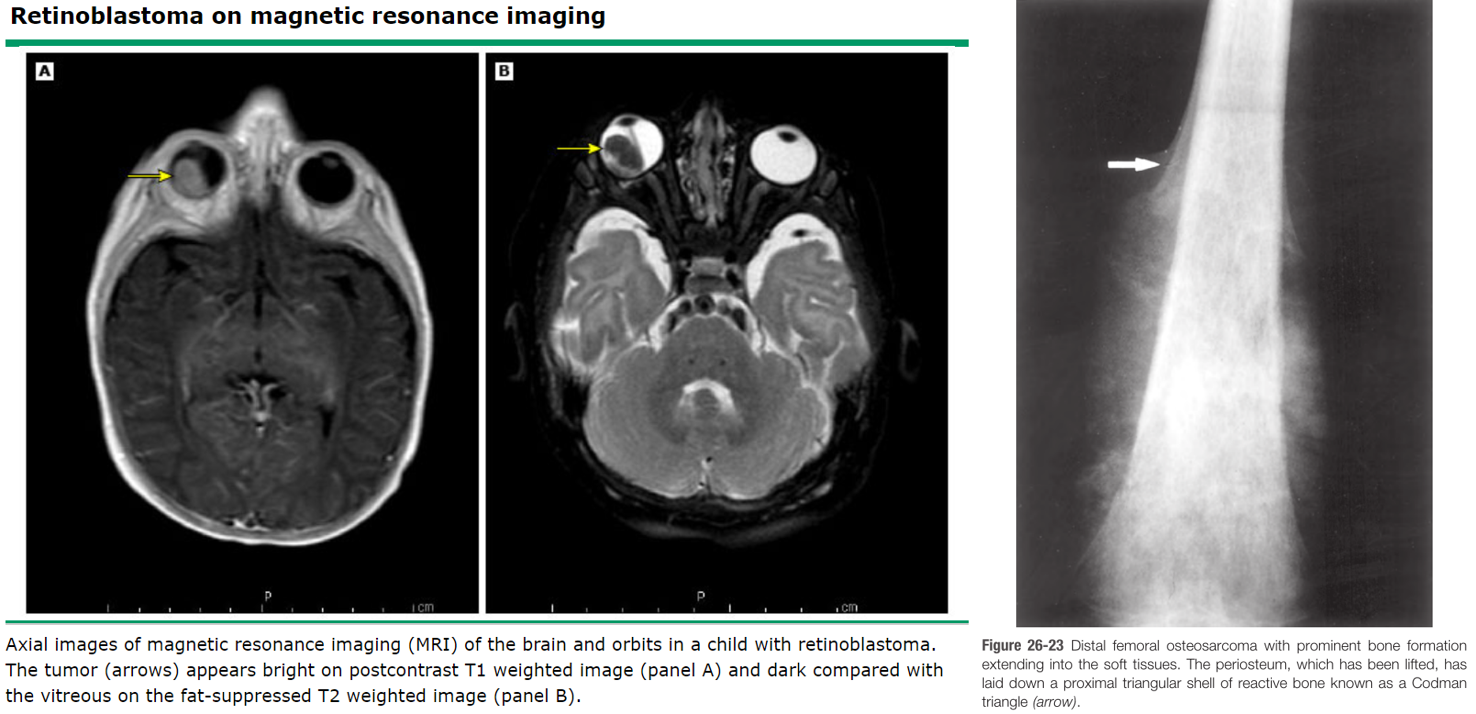 Retinoblastoma on magnetic resonance imaging
A
B
P
cm
P
cm
Axial images of magnetic resonance imaging (MRI) of the brain and orbits in a child with retinoblastoma.
The tumor (arrows) appears bright on postcontrast T1 weighted image (panel A) and dark compared with
the vitreous on the fat-suppressed T2 weighted image (panel B).
Figure 26-23 Distal femoral osteosarcoma with prominent bone formation
extending into the soft tissues. The periosteum, which has been lifted, has
laid down a proximal triangular shell of reactive bone known as a Codman
triangle (arrow).